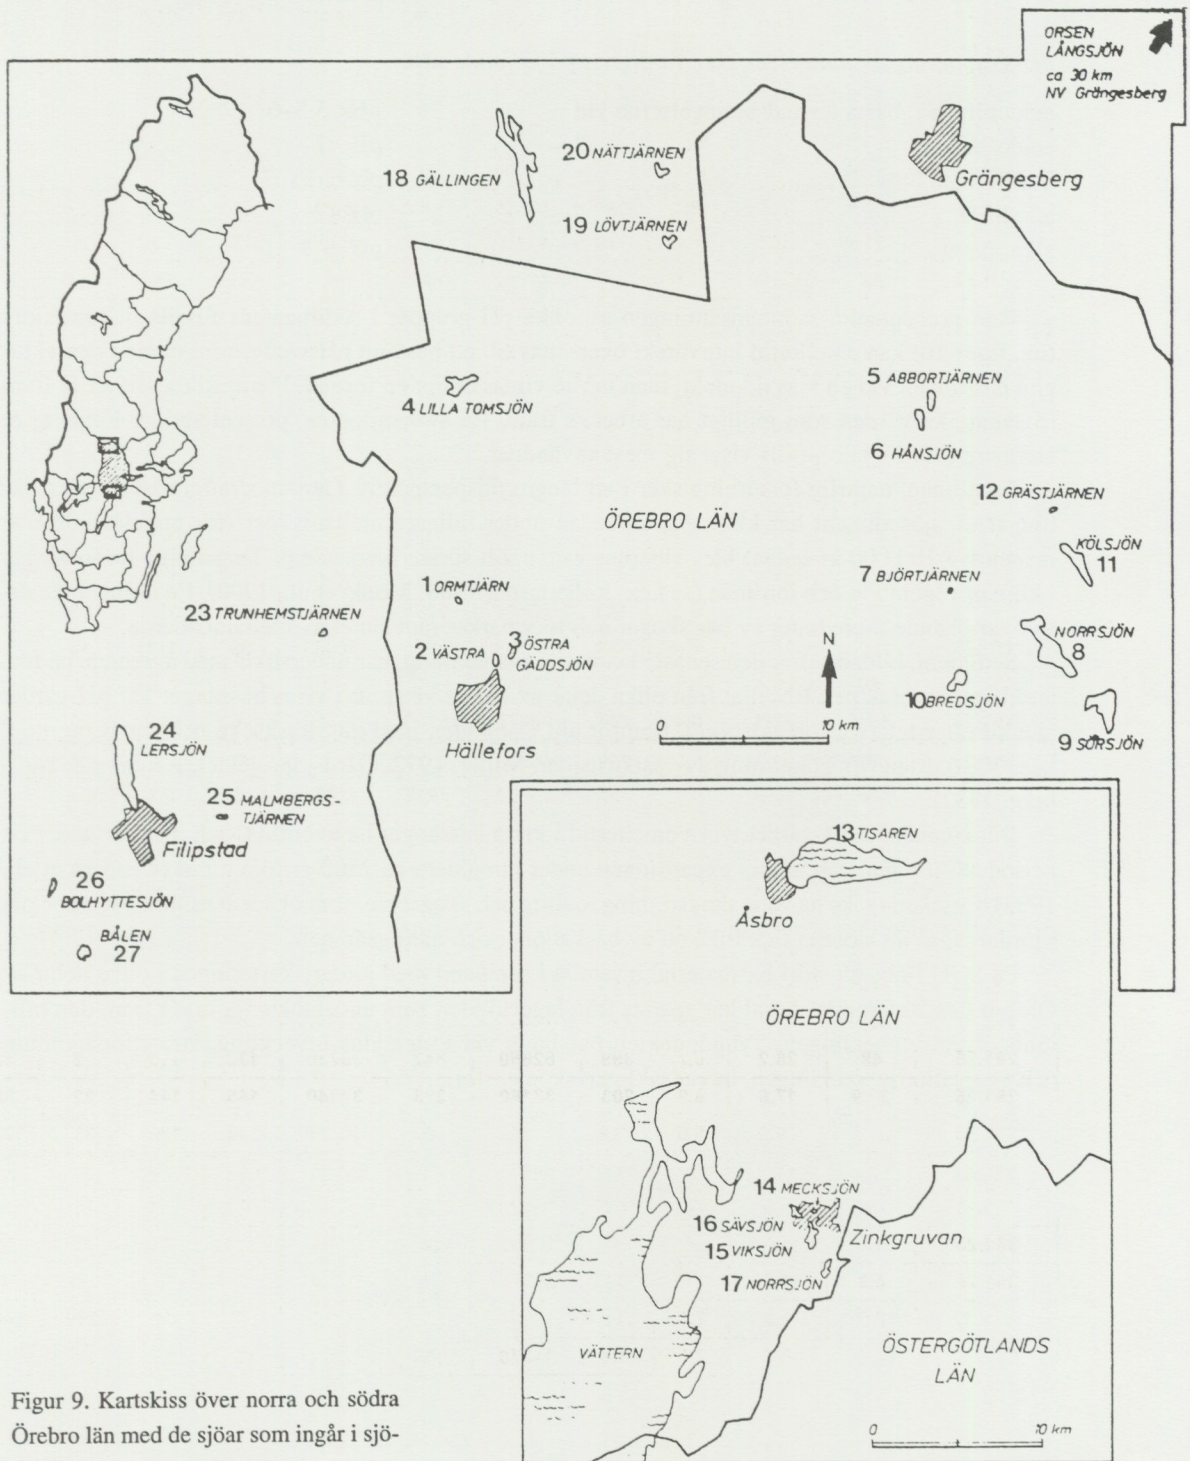 ORSEN
LÅNGSJÖN
ca 30 km
NV Grängesberg
20 NÄTTJÄRNEN
18 GÄLLINGEN
Grängesberg
19 LÖVTJÄRNEN
5 ABBORTJÄRNEN
4 LILLA TOMSJÖN
6 HÅNSJÖN
12 GRÄSTJÄRNEN
ÖREBRO LÄN
KÖLSJÖN
11
7 BJÖRTJÄRNEN
1 ORMTJÄRN
23 TRUNHEMSTJÄRNEN
NORRSJÖN
8
N
3 ÖSTRA
2 VÄSTRA
GÄDDSJÖN
10 BREDSJÖN
0 10 km
24
LERSJÖN
Hällefors
9 SÖRSJÖN
25 MALMBERGS-
TJÄRNEN
Filipstad
13 TISAREN
26
BOLHYTTESJÖN
Åsbro
BÅLEN
27
ÖREBRO LÄN
14 MECKSJÖN
16 SÄVSJÖN
Zinkgruvan
15 VIKSJÖN
17 NORRSJÖN
VÄTTERN
ÖSTERGÖTLANDS
LÄN
0 10 km
Figur 9. Kartskiss över norra och södra
Örebro län med de sjöar som ingår i sjö-